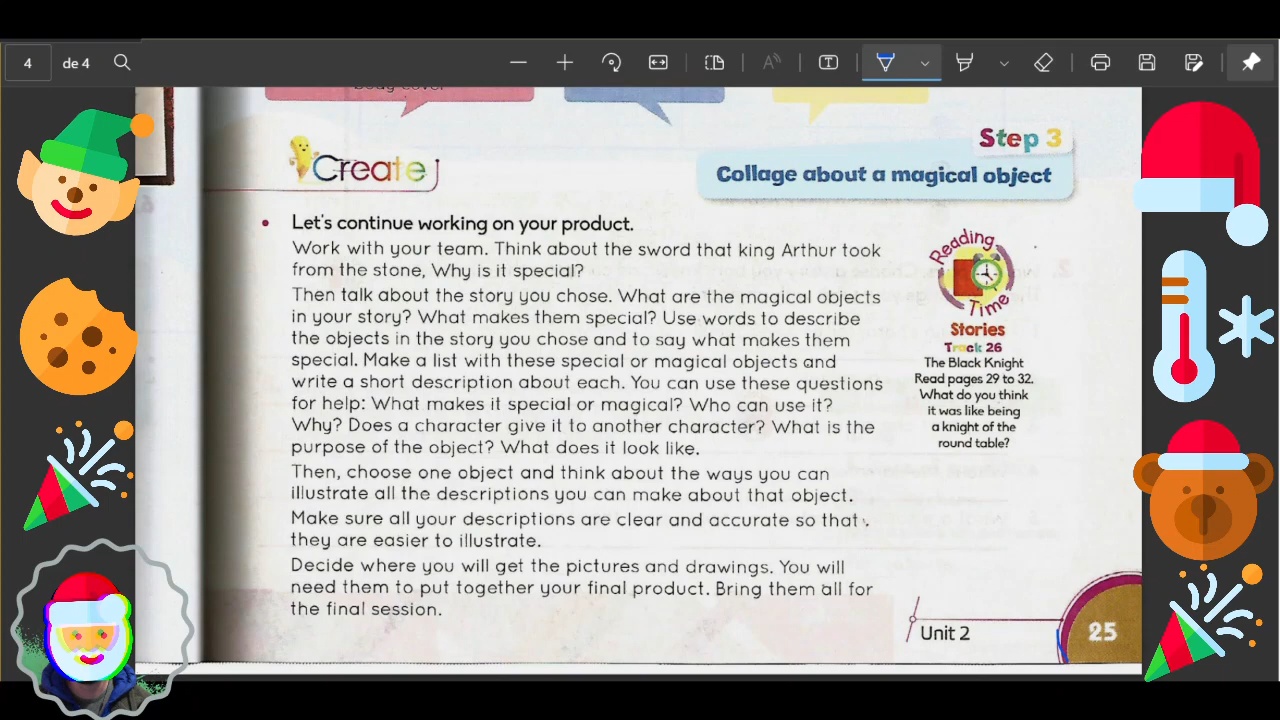 4 de 4
Step 3
Create
Collage about a magical object
• Let's continue working on your product.
Work with your team. Think about the sword that king Arthur took
from the stone, Why is it special?
Then talk about the story you chose. What are the magical objects
in your story? What makes them special? Use words to describe
the objects in the story you chose and to say what makes them
special. Make a list with these special or magical objects and
write a short description about each. You can use these questions
for help: What makes it special or magical? Who can use it?
Why? Does a character give it to another character? What is the
purpose of the object? What does it look like.
Then, choose one object and think about the ways you can
illustrate all the descriptions you can make about that object.
Make sure all your descriptions are clear and accurate so that
they are easier to illustrate.
Decide where you will get the pictures and drawings. You will
need them to put together your final product. Bring them all for
the final session.
Reading
Time
Stories
Track 26
The Black Knight
Read pages 29 to 32.
What do you think
it was like being
a knight of the
round table?
Unit 2
25